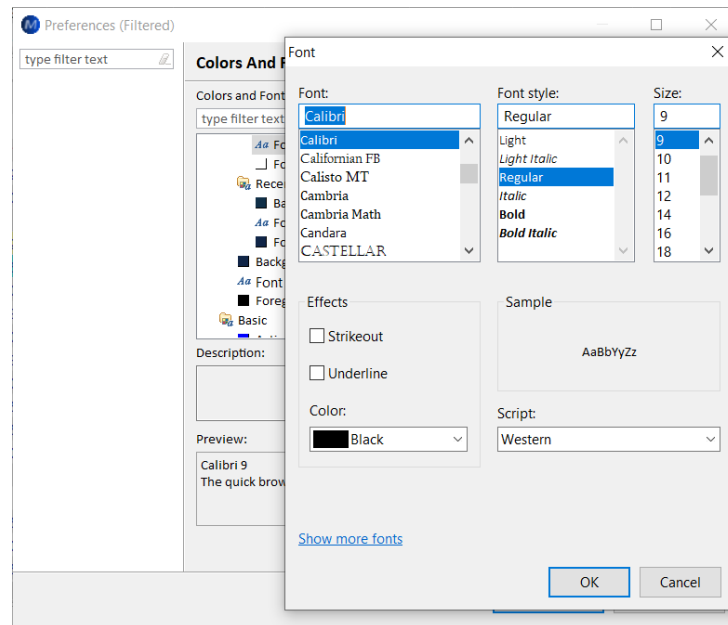 Preferences (Filtered)
type filter text
Colors And F
Colors and Font
type filter text
Aa Fo
Fo
Rece
Ba
Aa Fo
Fo
Backg
Aa Font
Foreg
Basic
Description:
Preview:
Calibri 9
The quick brow
Font
Font:
Calibri
Calibri
Californian FB
Calisto MT
Cambria
Cambria Math
Candara
CASTELLAR
Font style:
Regular
Light
Light Italic
Regular
Italic
Bold
Bold Italic
Size:
9
9
10
11
12
14
16
18
Effects
Strikeout
Underline
Color:
Black
Sample
AaBbYyZz
Script:
Western
Show more fonts
OK
Cancel